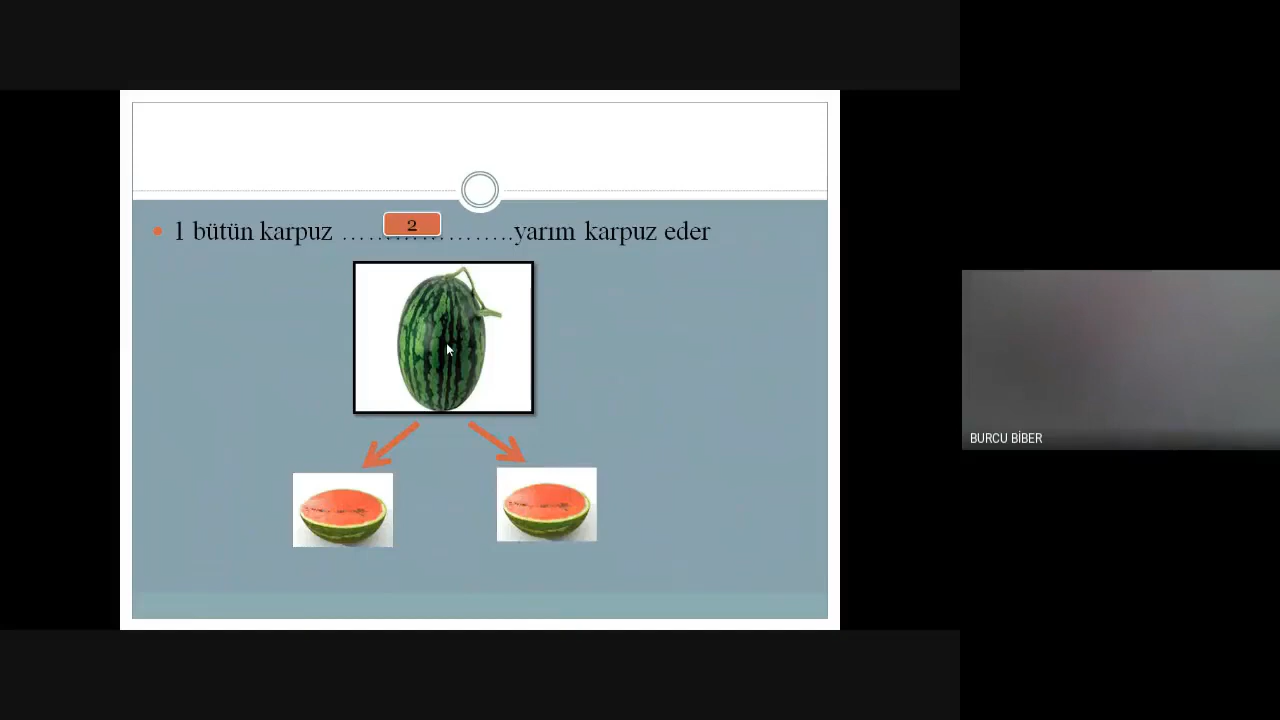 1 bütün karpuz ……2…………..yarım karpuz eder
BURCU BİBER